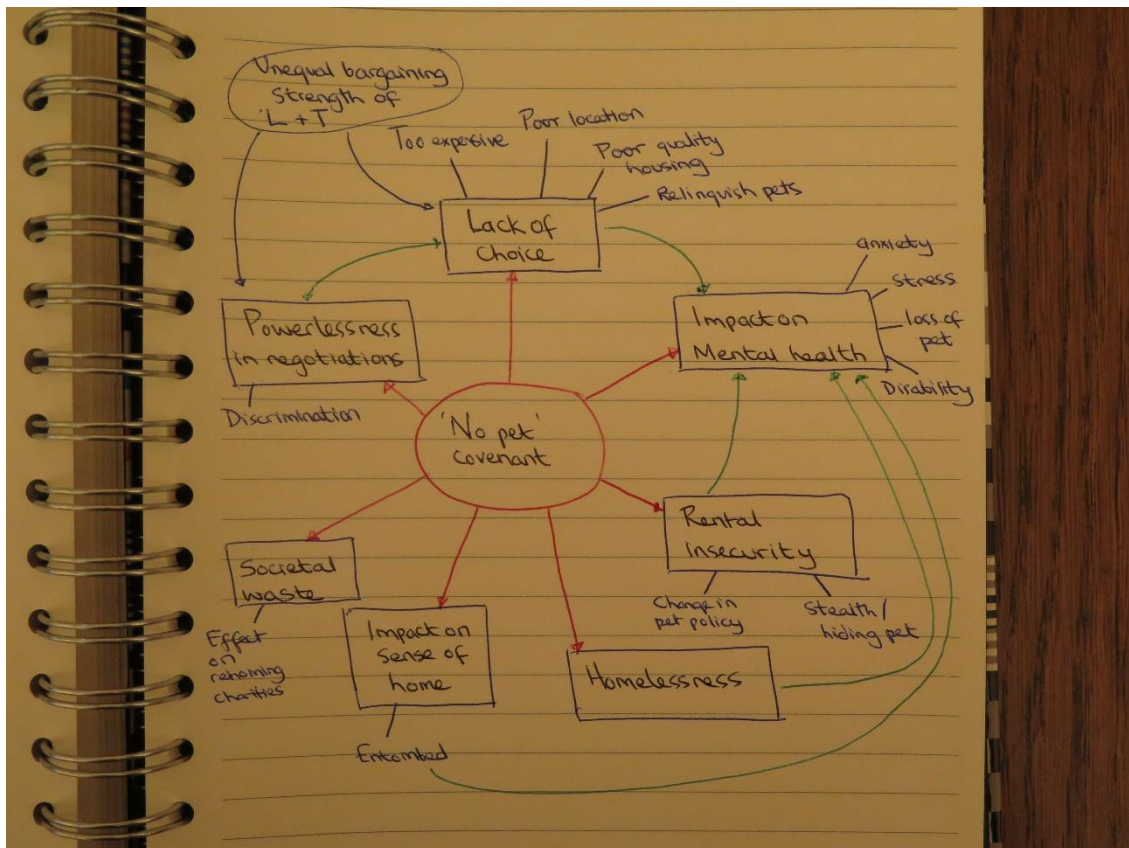 Unequal bargaining
Strength of
L + T
Too expensive
Poor location
Poor quality
housing
Relinquish pets
Lack of
Choice
anxiety
Stress
loss of
pet
Disability
Impact on
Mental health
Powerlessness
in negotiations
Discrimination
'No pet'
covenant
Rental
insecurity
Change in
pet policy
Stealth/
hiding pet
Societal
waste
Effect
on
rehoming
charities
Impact on
Sense of
home
Entombed
Homelessness